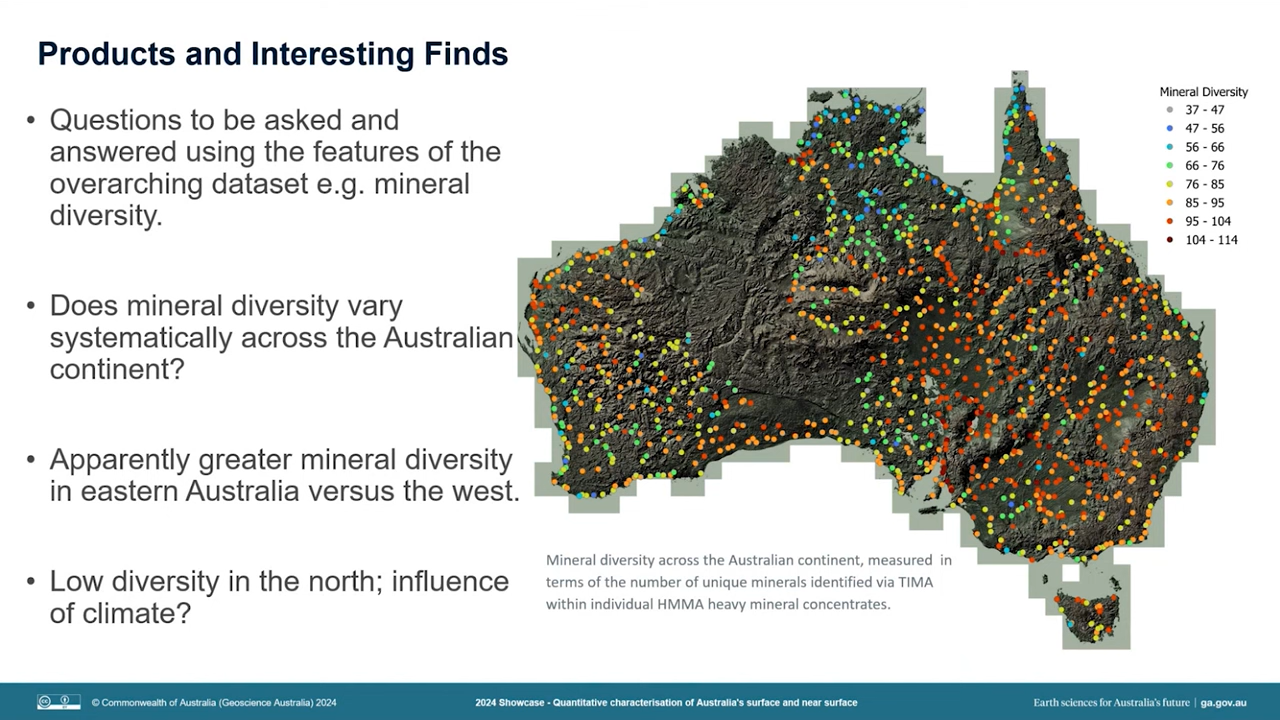 Products and Interesting Finds
• Questions to be asked and
answered using the features of the
overarching dataset e.g. mineral
diversity.
• Does mineral diversity vary
systematically across the Australian
continent?
• Apparently greater mineral diversity
in eastern Australia versus the west.
• Low diversity in the north; influence
of climate?
Mineral Diversity
37 - 47
47 - 56
56 - 66
66 - 76
76 - 85
85 - 95
95 - 104
104 - 114
Mineral diversity across the Australian continent, measured in
terms of the number of unique minerals identified via TIMA
within individual HMMA heavy mineral concentrates.
cc BY
© Commonwealth of Australia (Geoscience Australia) 2024
2024 Showcase - Quantitative characterisation of Australia's surface and near surface
Earth sciences for Australia's future | ga.gov.au